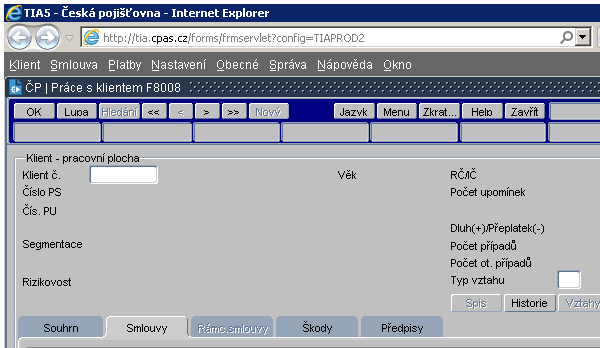 TIA5 - Česká pojišťovna - Internet Explorer
http://tia.cpas.cz/forms/frmservlet?config=TIAPROD2
Klient Smlouva Platby Nastavení Obecné Správa Nápověda Okno
ČP | Práce s klientem F8008
OK Lupa Hledání << < > >> Nový Jazyk Menu Zkrat... Help Zavřít
Klient - pracovní plocha
Klient č. Věk RČ/IČ
Číslo PS Počet upomínek
Čís. PU
Dluh(+)/Přeplatek(-)
Segmentace Počet případů
Počet ot. případů
Rizikovost Typ vztahu
Spis Historie Vztahy
Souhrn Smlouvy Rámc.smlouvy Škody Předpisy